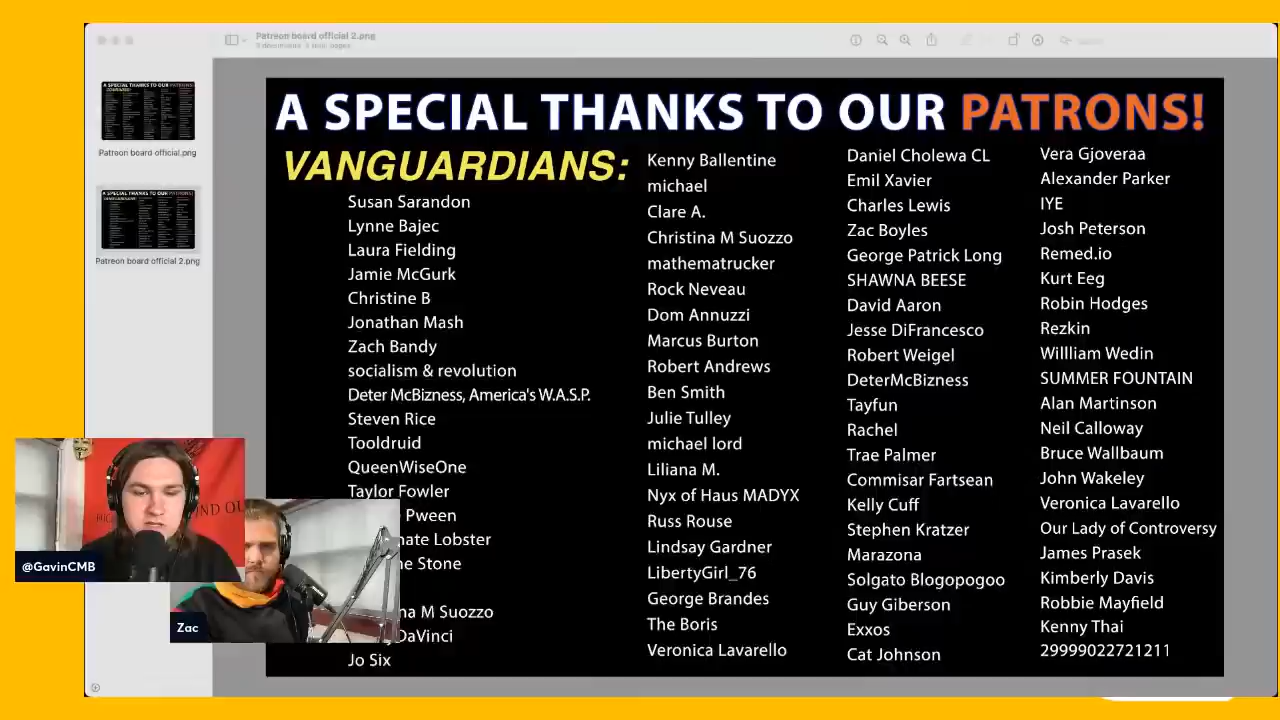 Patreon board official 2.png
A SPECIAL THANKS TO OUR PATRONS!
VANGUARDIANS:
Susan Sarandon
Lynne Bajec
Laura Fielding
Jamie McGurk
Christine B
Jonathan Mash
Zach Bandy
socialism & revolution
Deter McBizness, America's W.A.S.P.
Steven Rice
Tooldruid
QueenWiseOne
Taylor Fowler
Pween
Lobster
Stone
M Suozzo
DaVinci
Jo Six
Kenny Ballentine
michael
Clare A.
Christina M Suozzo
mathematrucker
Rock Neveau
Dom Annuzzi
Marcus Burton
Robert Andrews
Ben Smith
Julie Tulley
michael lord
Liliana M.
Nyx of Haus MADYX
Russ Rouse
Lindsay Gardner
LibertyGirl_76
George Brandes
The Boris
Veronica Lavarello
Daniel Cholewa CL
Emil Xavier
Charles Lewis
Zac Boyles
George Patrick Long
SHAWNA BEESE
David Aaron
Jesse DiFrancesco
Robert Weigel
DeterMcBizness
Tayfun
Rachel
Trae Palmer
Commisar Fartsean
Kelly Cuff
Stephen Kratzer
Marazona
Solgato Blogopogoo
Guy Giberson
Exxos
Cat Johnson
Vera Gjoveraa
Alexander Parker
IYE
Josh Peterson
Remed.io
Kurt Eeg
Robin Hodges
Rezkin
Willliam Wedin
SUMMER FOUNTAIN
Alan Martinson
Neil Calloway
Bruce Wallbaum
John Wakeley
Veronica Lavarello
Our Lady of Controversy
James Prasek
Kimberly Davis
Robbie Mayfield
Kenny Thai
29999022721211
Patreon board official.png
Patreon board official 2.png
@GavinCMB
Zac